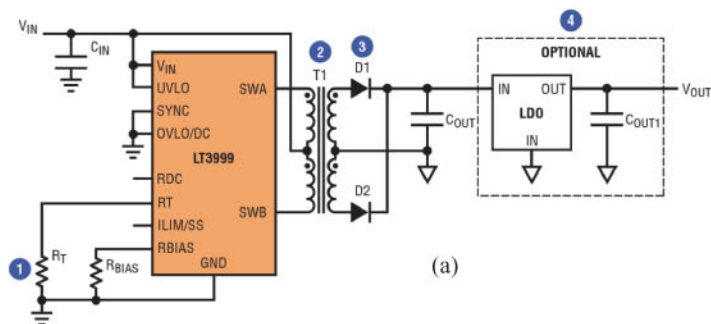 4
OPTIONAL
VIN
CIN
VIN
UVLO
SYNC
OVLO/DC
LT3999
RDC
RT
ILIM/SS
RBIAS
GND
SWA
SWB
2
T1
3
D1
D2
COUT
IN
OUT
LDO
IN
COUT1
VOUT
1
RT
RBIAS
(a)